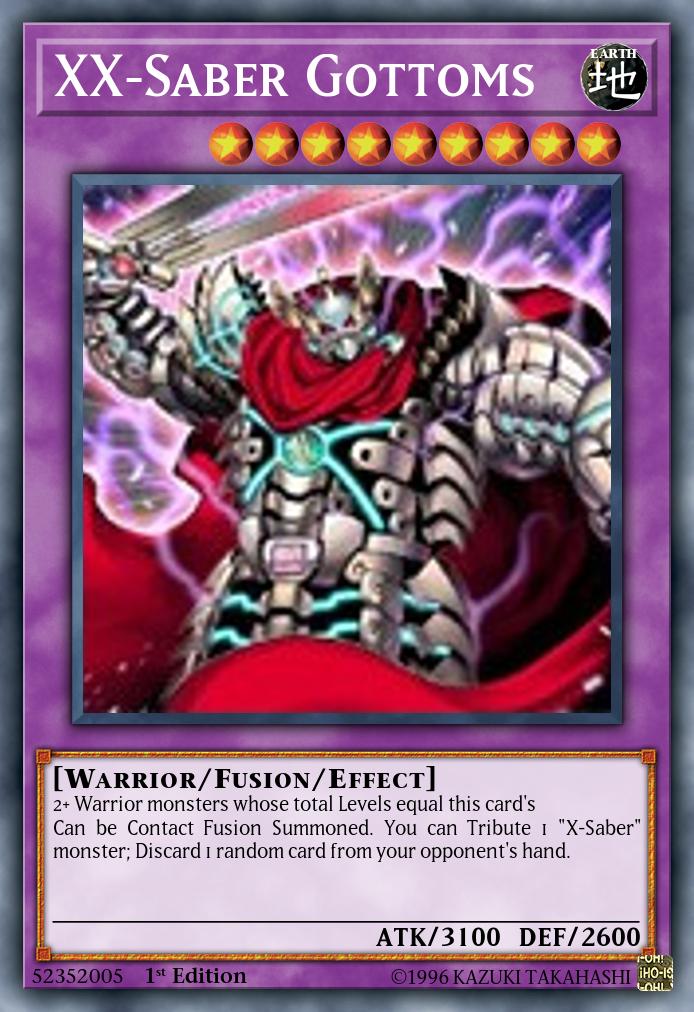 XX-Saber Gottoms
EARTH
地
[Warrior/Fusion/Effect]
2+ Warrior monsters whose total Levels equal this card's
Can be Contact Fusion Summoned. You can Tribute 1 "X-Saber"
monster; Discard 1 random card from your opponent's hand.
ATK/3100 DEF/2600
52352005 1st Edition ©1996 KAZUKI TAKAHASHI